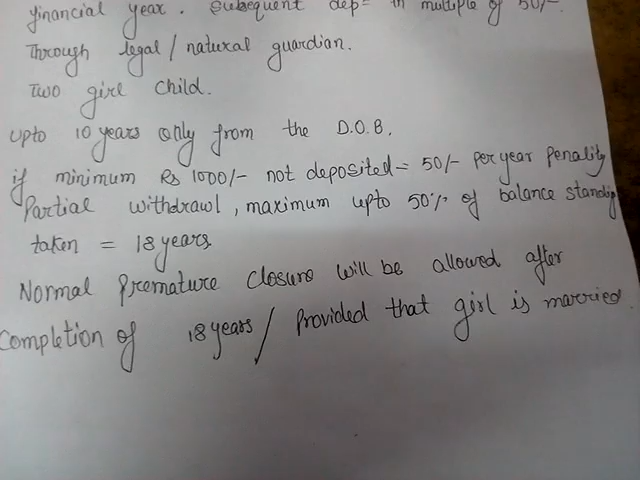 financial year. Subsequent dep= in multiple of 50/-.
Through legal/natural guardian.
Two girl child.
upto 10 years only from the D.O.B.
if minimum Rs 1000/- not deposited = 50/- per year penality
Partial withdrawl, maximum upto 50% of balance standig
taken = 18 years
Normal premature closure will be allowed after
completion of 18 years / Provided that girl is married.